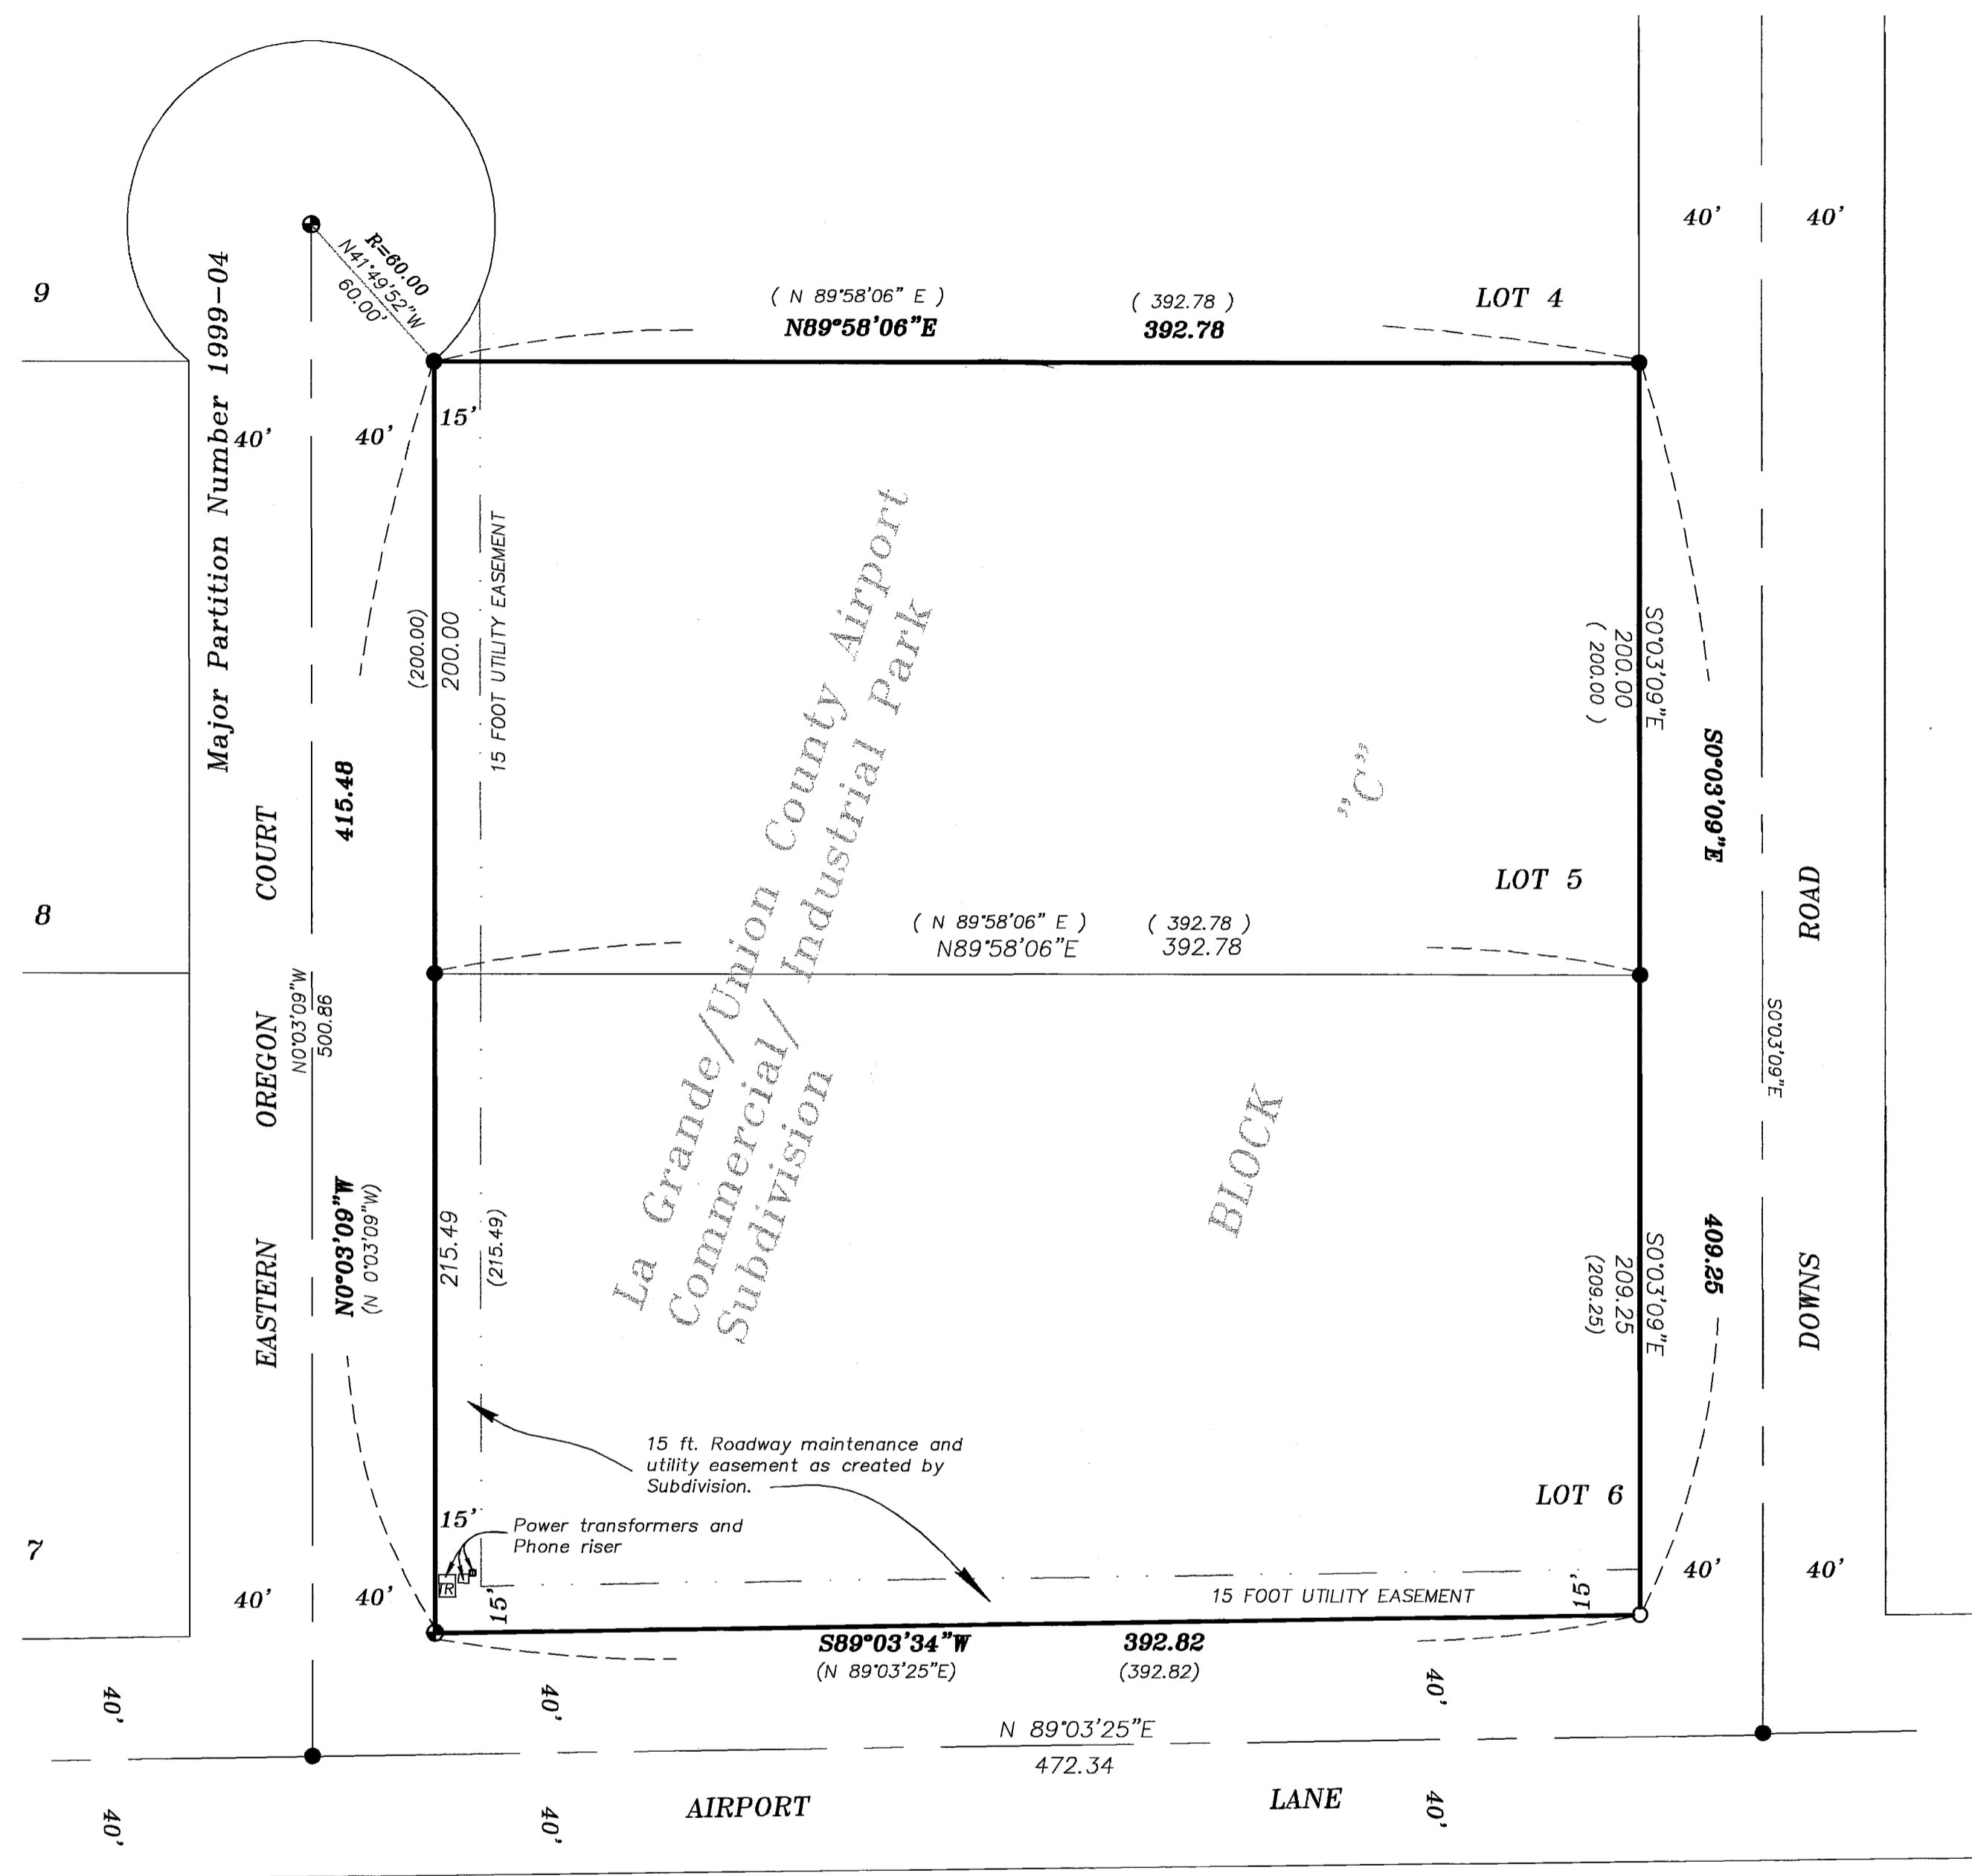 9
8
7
Major Partition Number 1999-04
R=60.00
N41°49'52"W
60.00'
( N 89°58'06" E ) ( 392.78 )
N89°58'06"E 392.78
LOT 4
40' 40'
40' 40'
15'
(200.00)
200.00
15 FOOT UTILITY EASEMENT
415.48
N0°03'09"W
(N 0°03'09"W)
EASTERN OREGON COURT
N0°03'09"W
500.86
La Grande/Union County Airport
Commercial/ Industrial Park
Subdivision
BLOCK "C"
S0°03'09"E
200.00
( 200.00 )
S0°03'09"E
409.25
LOT 5
( N 89°58'06" E ) ( 392.78 )
N89°58'06"E 392.78
DOWNS ROAD
S0°03'09"E
215.49
(215.49)
S0°03'09"E
209.25
(209.25)
15 ft. Roadway maintenance and
utility easement as created by
Subdivision.
LOT 6
15'
Power transformers and
Phone riser
TR
40' 40'
15'
15 FOOT UTILITY EASEMENT
15'
40' 40'
S89°03'34"W 392.82
(N 89°03'25"E) (392.82)
40' 40' 40'
N 89°03'25"E
472.34
AIRPORT LANE
40' 40' 40'